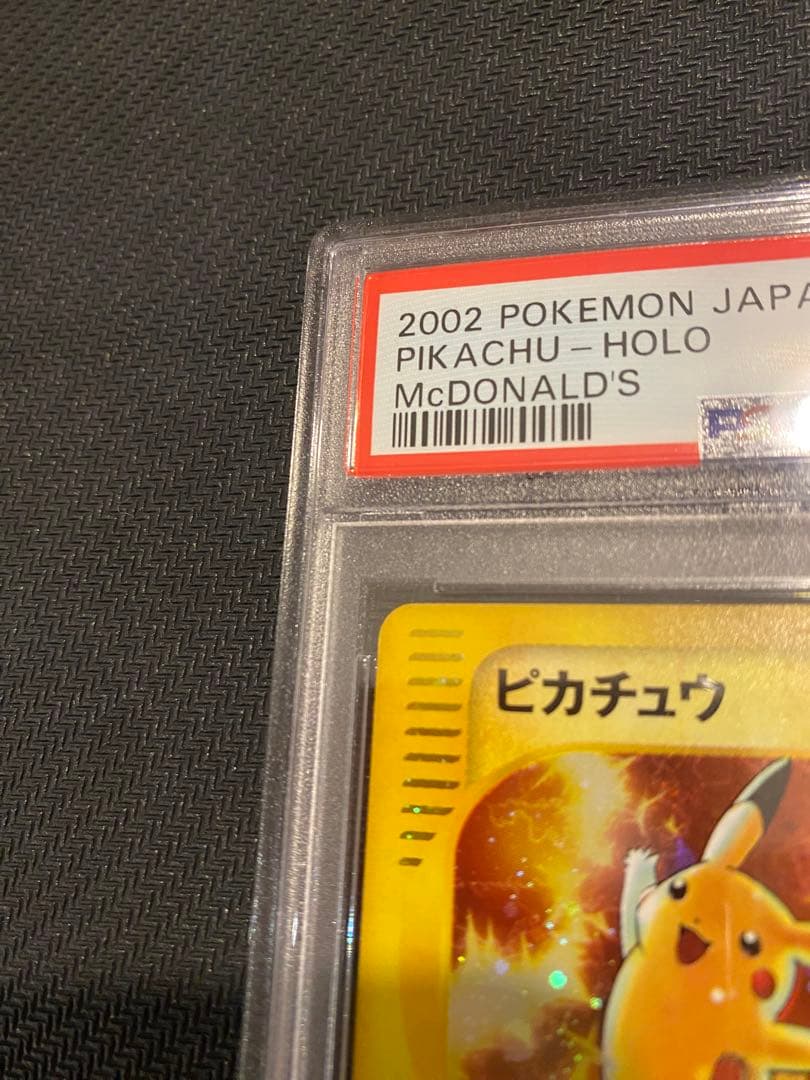 2002 POKEMON JAPA
PIKACHU – HOLO
McDONALD'S
ピカチュウ